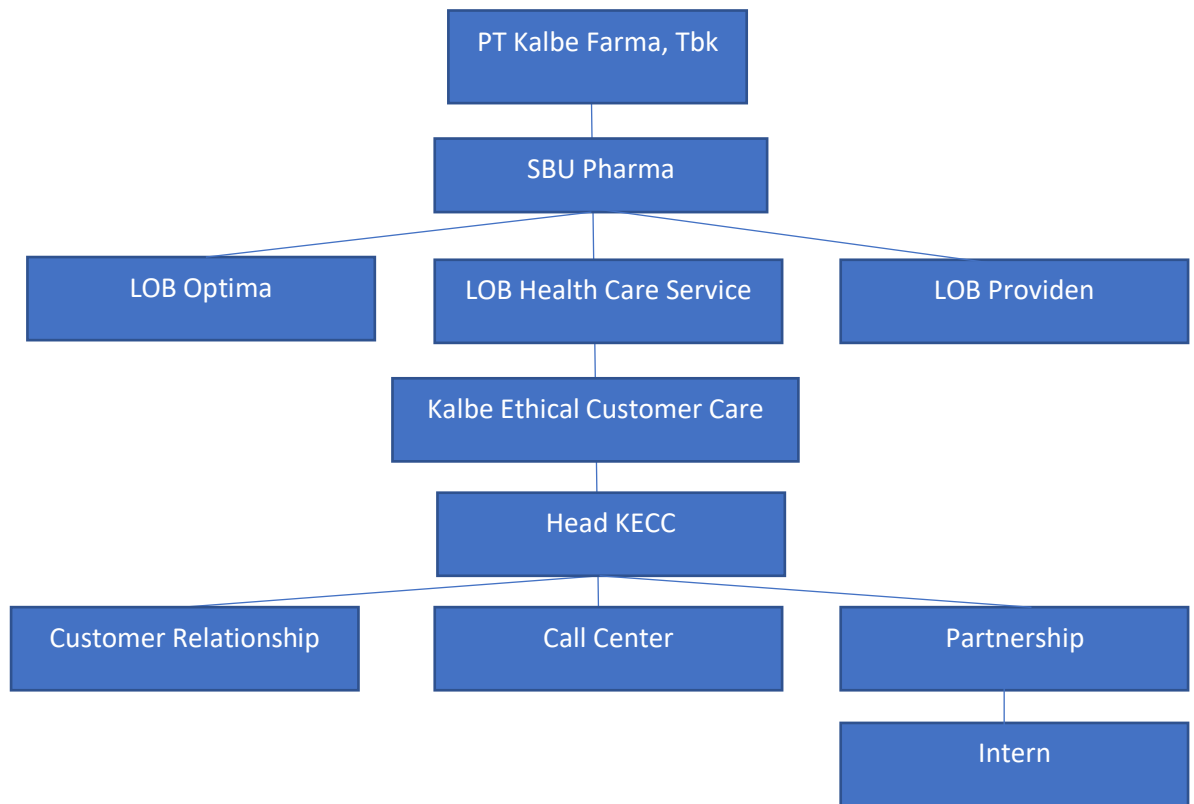 PT Kalbe Farma, Tbk
SBU Pharma
LOB Optima
LOB Health Care Service
LOB Providen
Kalbe Ethical Customer Care
Head KECC
Customer Relationship
Call Center
Partnership
Intern